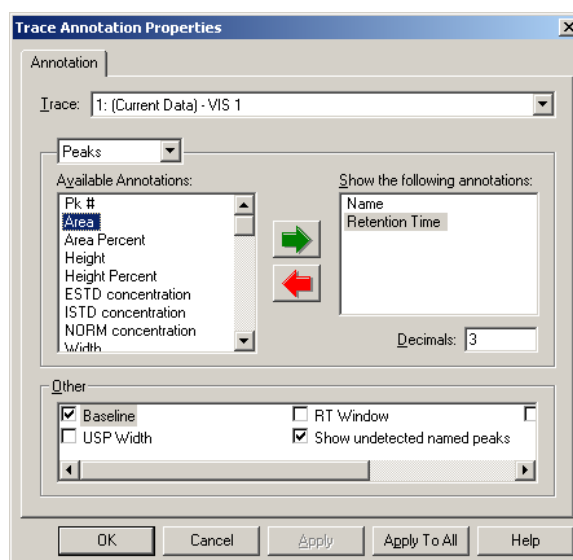 Trace Annotation Properties
Annotation
Trace: 1: (Current Data) - VIS 1
Peaks
Available Annotations:
Pk #
Area
Area Percent
Height
Height Percent
ESTD concentration
ISTD concentration
NORM concentration
Width
Show the following annotations:
Name
Retention Time
Decimals: 3
Other
Baseline
RT Window
USP Width
Show undetected named peaks
OK
Cancel
Apply
Apply To All
Help